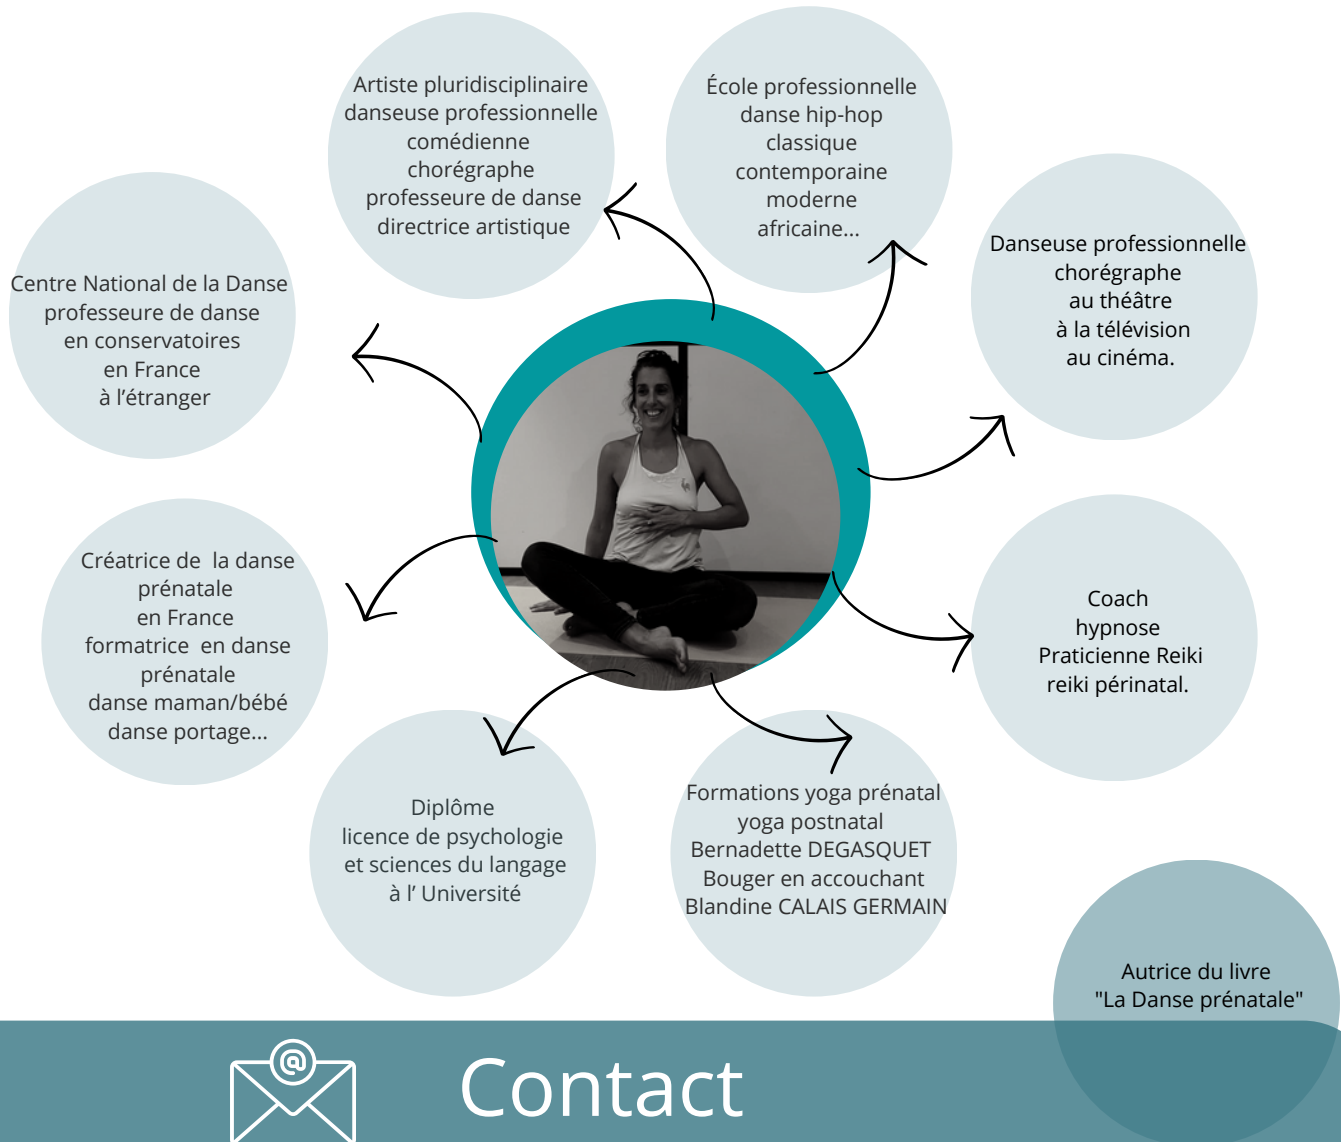 Artiste pluridisciplinaire
danseuse professionnelle
comédienne
chorégraphe
professeure de danse
directrice artistique
École professionnelle
danse hip-hop
classique
contemporaine
moderne
africaine...
Danseuse professionnelle
chorégraphe
au théâtre
à la télévision
au cinéma.
Centre National de la Danse
professeure de danse
en conservatoires
en France
à l'étranger
Créatrice de  la danse
prénatale
en France
formatrice  en danse
prénatale
danse maman/bébé
danse portage...
Coach
hypnose
Praticienne Reiki
reiki périnatal.
Diplôme
licence de psychologie
et sciences du langage
à l' Université
Formations yoga prénatal
yoga postnatal
Bernadette DEGASQUET
Bouger en accouchant
Blandine CALAIS GERMAIN
Autrice du livre
"La Danse prénatale"
@
Contact